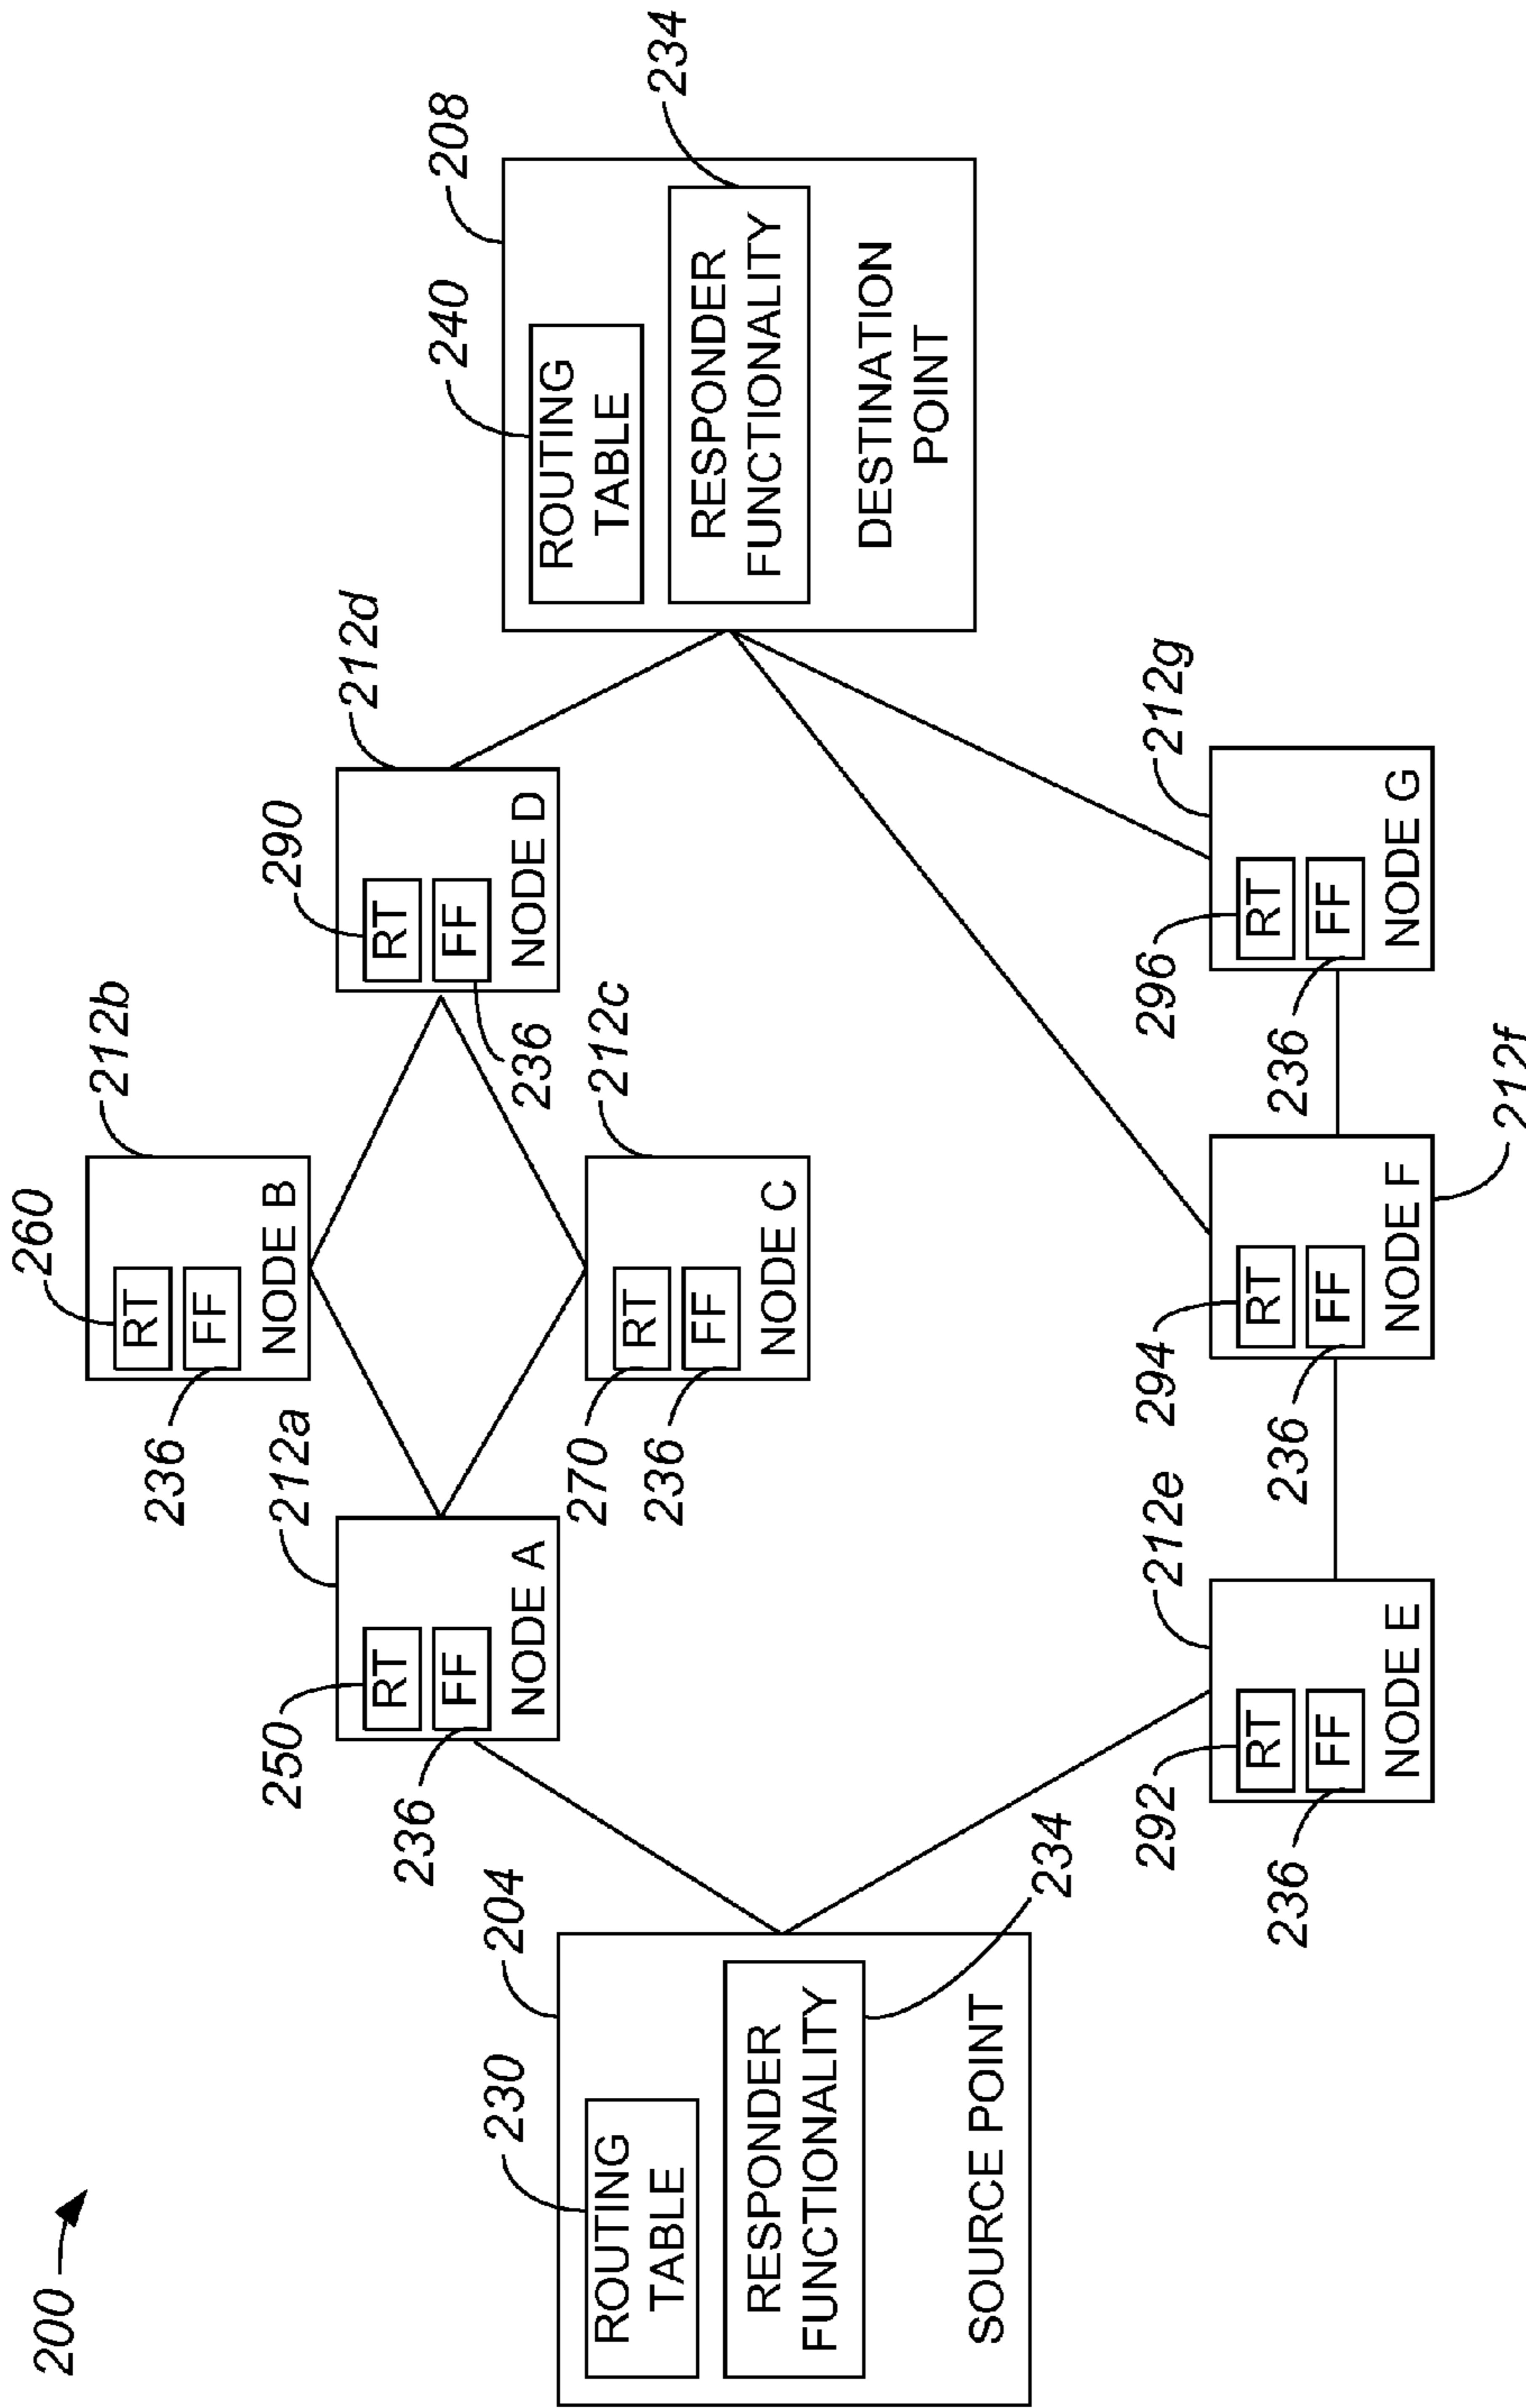 200
204
230
ROUTING
TABLE
RESPONDER
FUNCTIONALITY
234
SOURCE POINT
212a
250
RT
FF
236
NODE A
212b
260
RT
FF
236
NODE B
212c
270
RT
FF
236
NODE C
212d
290
RT
FF
236
NODE D
212e
292
RT
FF
236
NODE E
212f
294
RT
FF
236
NODE F
212g
296
RT
FF
236
NODE G
208
240
ROUTING
TABLE
RESPONDER
FUNCTIONALITY
234
DESTINATION
POINT